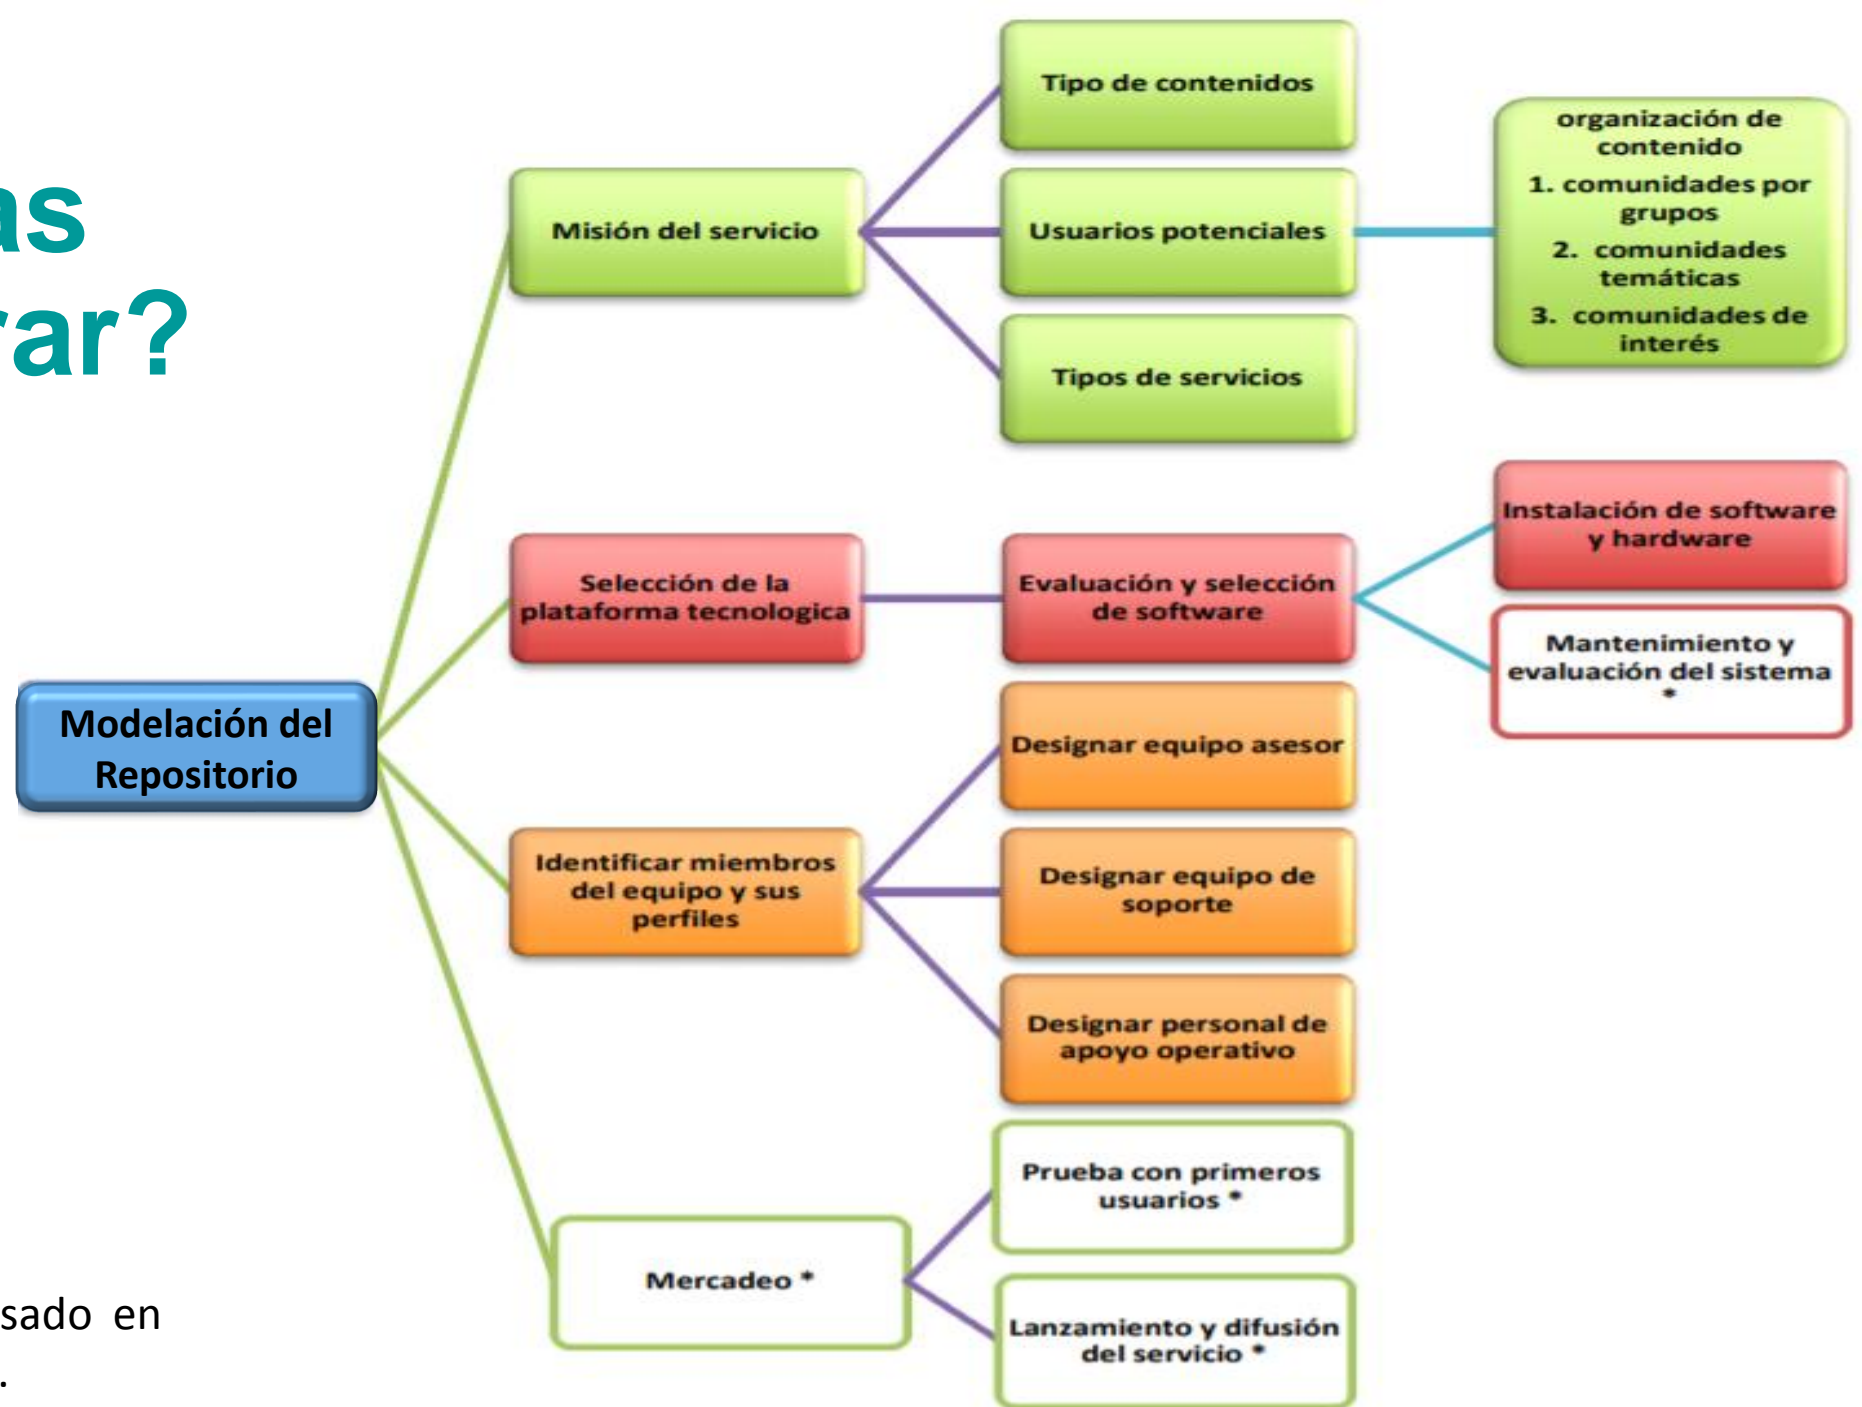 as
rar?
Modelación del
Repositorio
Misión del servicio
Tipo de contenidos
Usuarios potenciales
Tipos de servicios
organización de
contenido
1. comunidades por
grupos
2. comunidades
temáticas
3. comunidades de
interés
Selección de la
plataforma tecnologica
Evaluación y selección
de software
Instalación de software
y hardware
Mantenimiento y
evaluación del sistema
*
Identificar miembros
del equipo y sus
perfiles
Designar equipo asesor
Designar equipo de
soporte
Designar personal de
apoyo operativo
Mercadeo *
Prueba con primeros
usuarios *
Lanzamiento y difusión
del servicio *
sado en
.